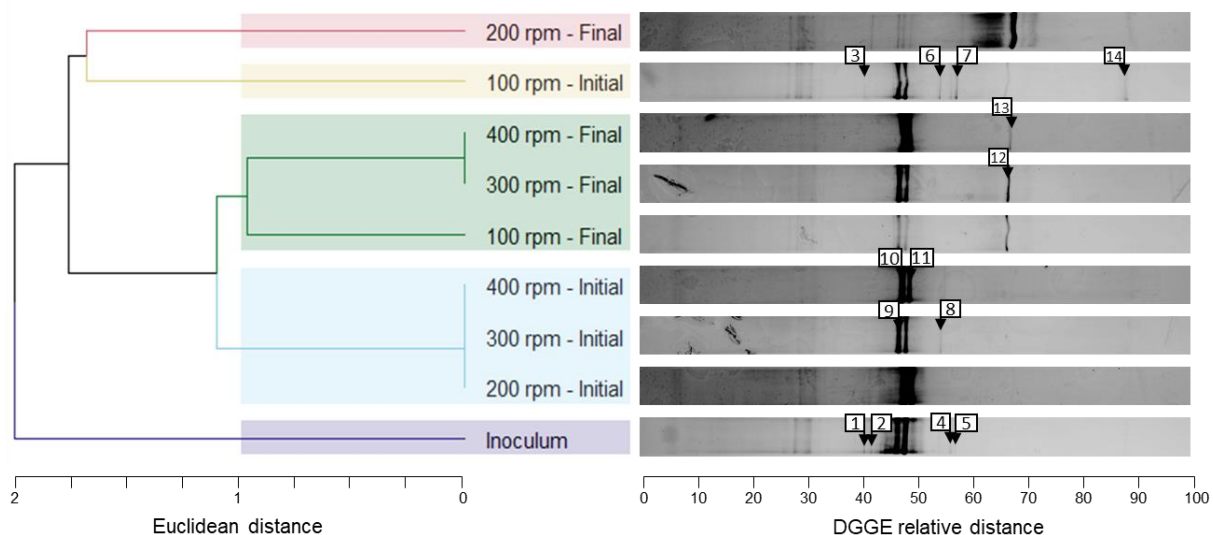 200 rpm - Final
3 6 7 14
100 rpm - Initial
13
400 rpm - Final
12
300 rpm - Final
100 rpm - Final
10 11
400 rpm - Initial
9 8
300 rpm - Initial
200 rpm - Initial
1 2 4 5
Inoculum
2 1 0
0 10 20 30 40 50 60 70 80 90 100
Euclidean distance
DGGE relative distance